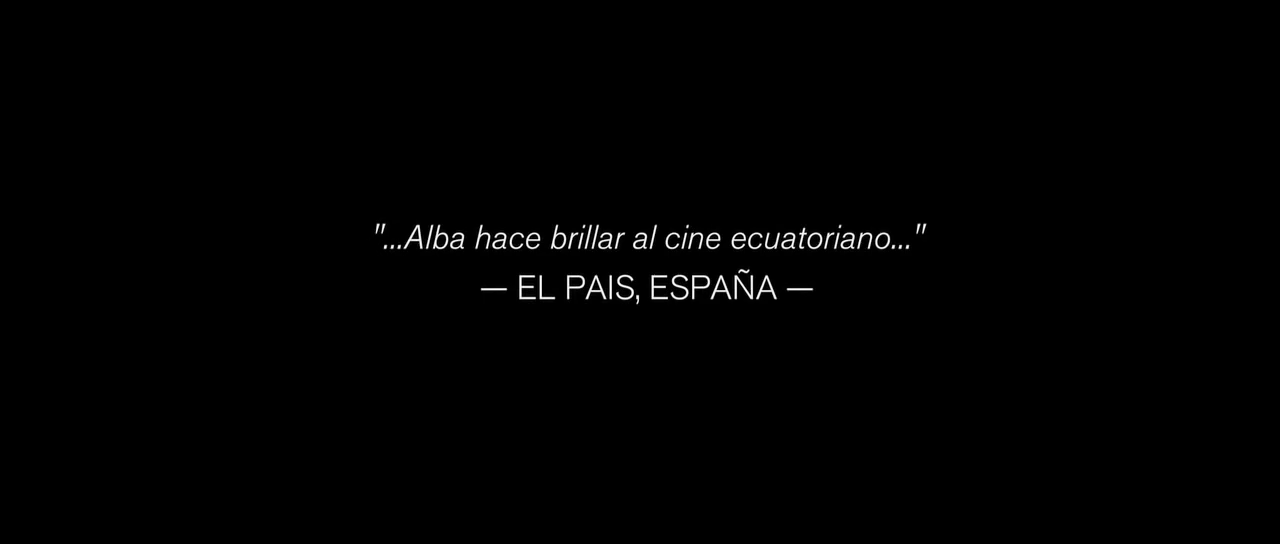 "...Alba hace brillar al cine ecuatoriano..."
— EL PAIS, ESPAÑA —